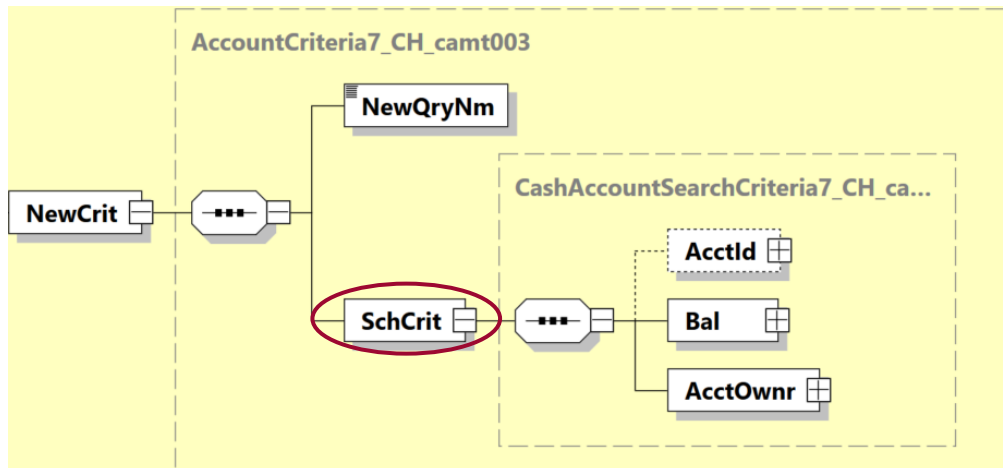 AccountCriteria7_CH_camt003
NewQryNm
CashAccountSearchCriteria7_CH_ca...
NewCrit
AcctId
SchCrit
Bal
AcctOwnr